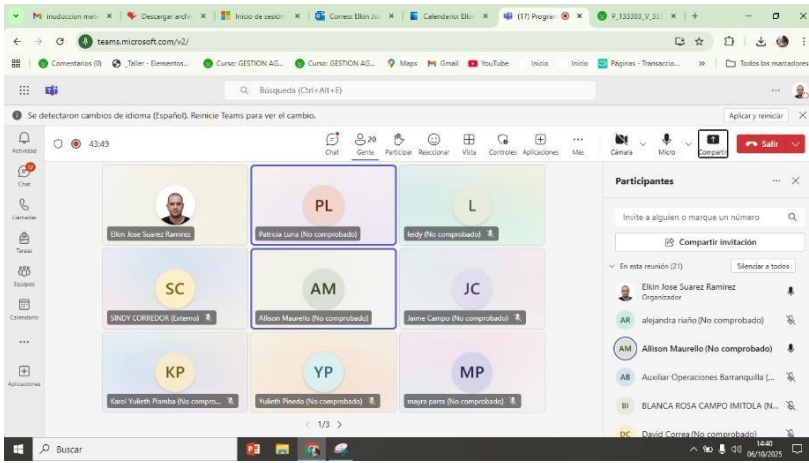 inuduccion mate
Descargar archi
Inicio de sesión
Correo: Elkin Jo
Calendario: Elki
(17) Program
P_133303_V_33
teams.microsoft.com/v2/
Comentarios (0)
_Taller - Elementos...
Curso: GESTION AG...
Curso: GESTION AG...
Maps
Gmail
YouTube
Inicio
Inicio
Páginas - Transaccio...
Todos los marcadores
Búsqueda (Ctrl+Alt+E)
Se detectaron cambios de idioma (Español). Reinicie Teams para ver el cambio.
Aplicar y reiniciar
43:49
20
Chat
Gente
Participar
Reaccionar
Vista
Controles
Aplicaciones
Más
Cámara
Micro
Compartir
Salir
Actividad
Chat
Llamadas
Tareas
Equipos
Calendario
Aplicaciones
Elkin Jose Suarez Ramirez
PL
Patricia Luna (No comprobado)
L
leidy (No comprobado)
SC
SINDY CORREDOR (Externo)
AM
Allison Maurello (No comprobado)
JC
Jaime Campo (No comprobado)
KP
Karol Yulieth Piamba (No compro...
YP
Yulieth Pineda (No comprobado)
MP
mayra parra (No comprobado)
1/3
Participantes
Invite a alguien o marque un número
Compartir invitación
En esta reunión (21)
Silenciar a todos
Elkin Jose Suarez Ramirez
Organizador
AR
alejandra riaño (No comprobado)
AM
Allison Maurello (No comprobado)
AB
Auxiliar Operaciones Barranquilla (...
BI
BLANCA ROSA CAMPO IMITOLA (N...
DC
David Correa (No comprobado)
Buscar
14:40
06/10/2025